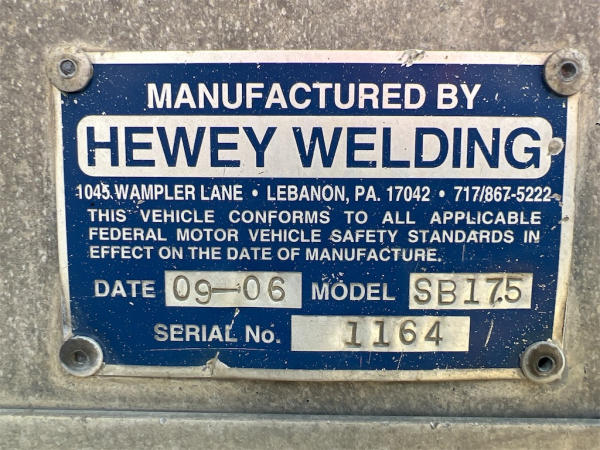 MANUFACTURED BY
HEWEY WELDING
1045 WAMPLER LANE • LEBANON, PA. 17042 • 717/867-5222
THIS VEHICLE CONFORMS TO ALL APPLICABLE
FEDERAL MOTOR VEHICLE SAFETY STANDARDS IN
EFFECT ON THE DATE OF MANUFACTURE.
DATE 09-06 MODEL SB17.5
SERIAL No. 1164